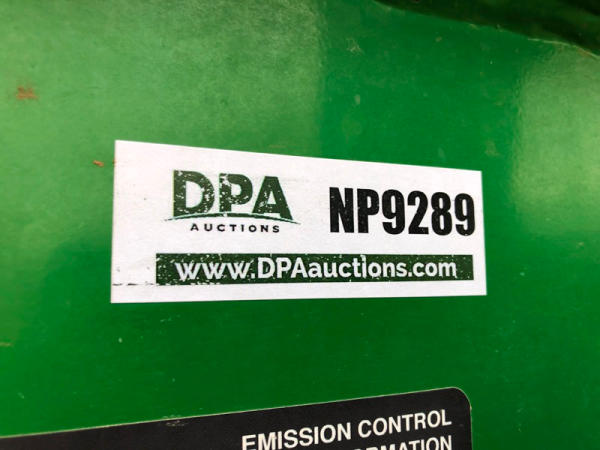 DPA
AUCTIONS
NP9289
www.DPAauctions.com
EMISSION CONTROL